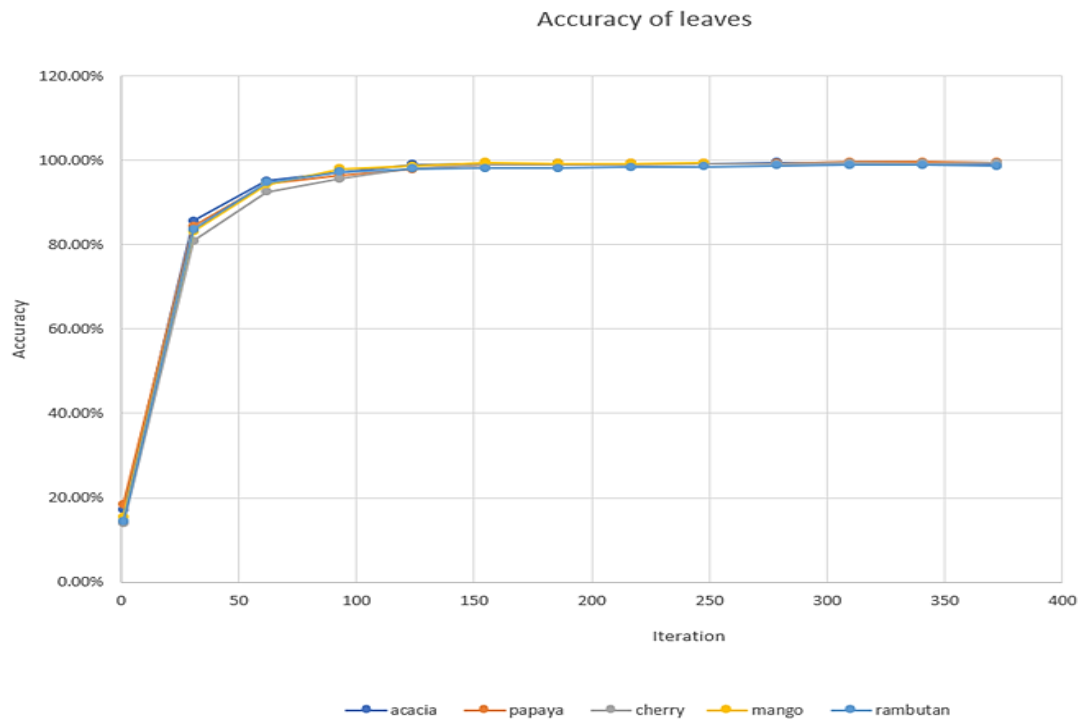 Accuracy of leaves
120.00%
100.00%
80.00%
60.00%
40.00%
20.00%
0.00%
Accuracy
0 50 100 150 200 250 300 350 400
Iteration
acacia papaya cherry mango rambutan